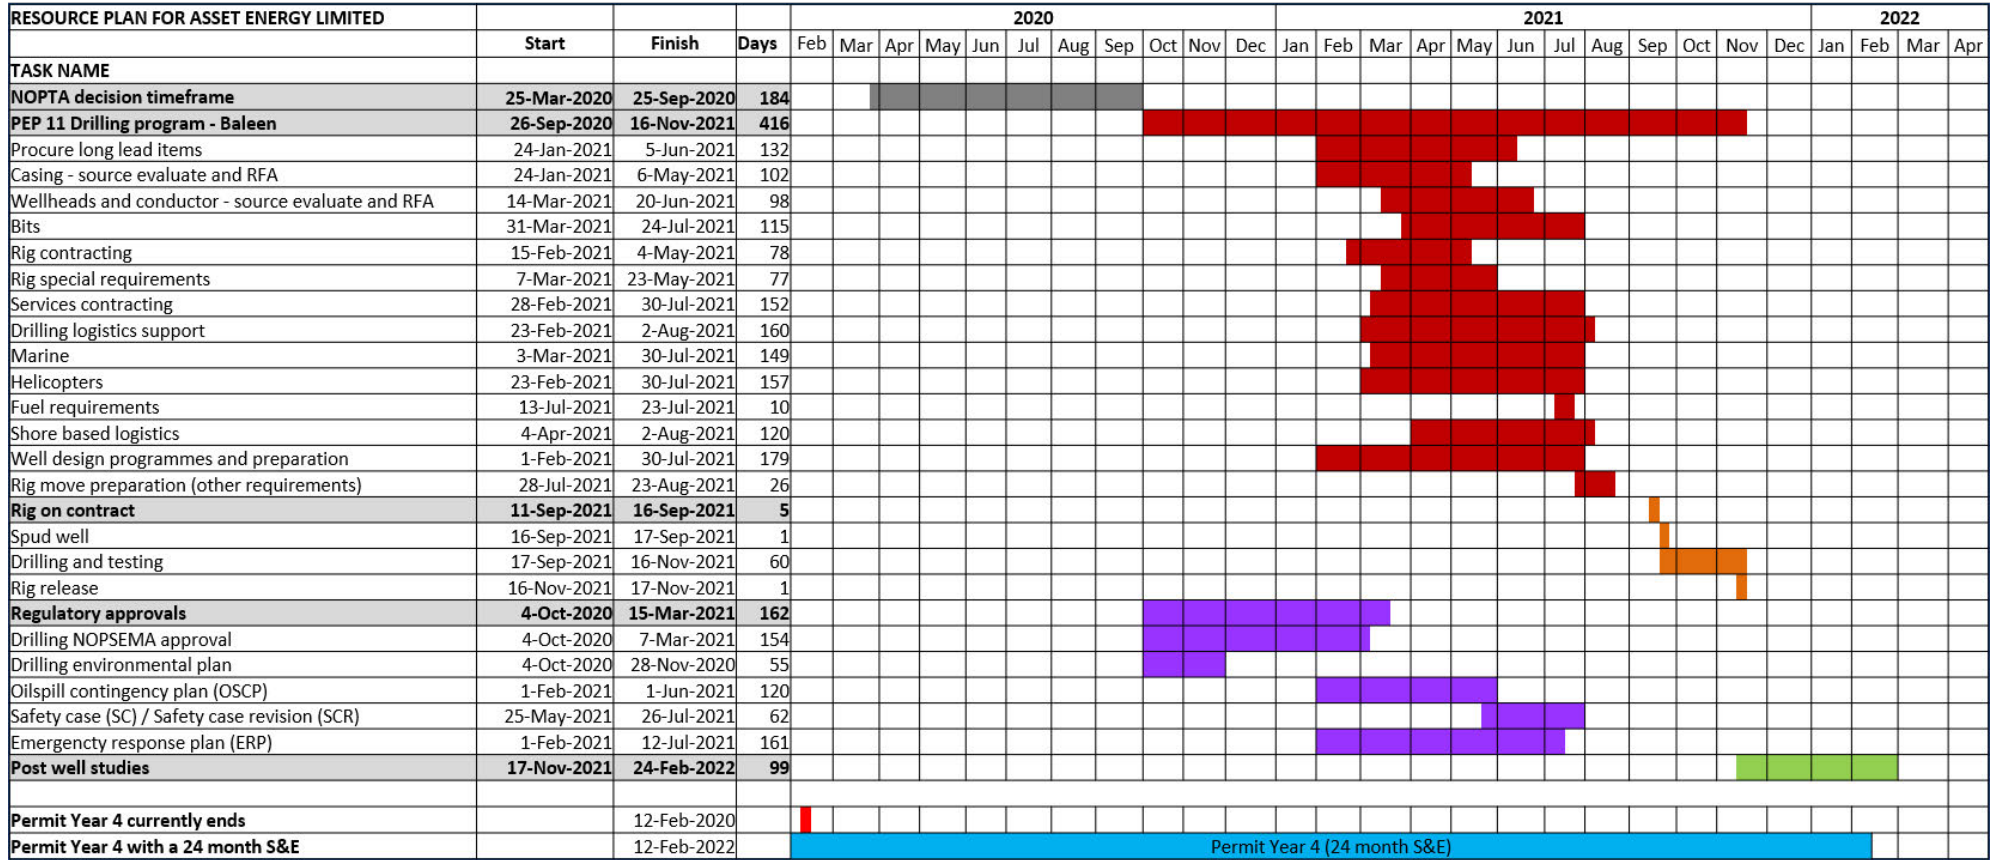 RESOURCE PLAN FOR ASSET ENERGY LIMITED 2020 2021 2022
Start Finish Days Feb Mar Apr May Jun Jul Aug Sep Oct Nov Dec Jan Feb Mar Apr May Jun Jul Aug Sep Oct Nov Dec Jan Feb Mar Apr
TASK NAME
NOPTA decision timeframe 25-Mar-2020 25-Sep-2020 184
PEP 11 Drilling program - Baleen 26-Sep-2020 16-Nov-2021 416
Procure long lead items 24-Jan-2021 5-Jun-2021 132
Casing - source evaluate and RFA 24-Jan-2021 6-May-2021 102
Wellheads and conductor - source evaluate and RFA 14-Mar-2021 20-Jun-2021 98
Bits 31-Mar-2021 24-Jul-2021 115
Rig contracting 15-Feb-2021 4-May-2021 78
Rig special requirements 7-Mar-2021 23-May-2021 77
Services contracting 28-Feb-2021 30-Jul-2021 152
Drilling logistics support 23-Feb-2021 2-Aug-2021 160
Marine 3-Mar-2021 30-Jul-2021 149
Helicopters 23-Feb-2021 30-Jul-2021 157
Fuel requirements 13-Jul-2021 23-Jul-2021 10
Shore based logistics 4-Apr-2021 2-Aug-2021 120
Well design programmes and preparation 1-Feb-2021 30-Jul-2021 179
Rig move preparation (other requirements) 28-Jul-2021 23-Aug-2021 26
Rig on contract 11-Sep-2021 16-Sep-2021 5
Spud well 16-Sep-2021 17-Sep-2021 1
Drilling and testing 17-Sep-2021 16-Nov-2021 60
Rig release 16-Nov-2021 17-Nov-2021 1
Regulatory approvals 4-Oct-2020 15-Mar-2021 162
Drilling NOPSEMA approval 4-Oct-2020 7-Mar-2021 154
Drilling environmental plan 4-Oct-2020 28-Nov-2020 55
Oilspill contingency plan (OSCP) 1-Feb-2021 1-Jun-2021 120
Safety case (SC) / Safety case revision (SCR) 25-May-2021 26-Jul-2021 62
Emergencty response plan (ERP) 1-Feb-2021 12-Jul-2021 161
Post well studies 17-Nov-2021 24-Feb-2022 99
Permit Year 4 currently ends 12-Feb-2020
Permit Year 4 with a 24 month S&E 12-Feb-2022 Permit Year 4 (24 month S&E)